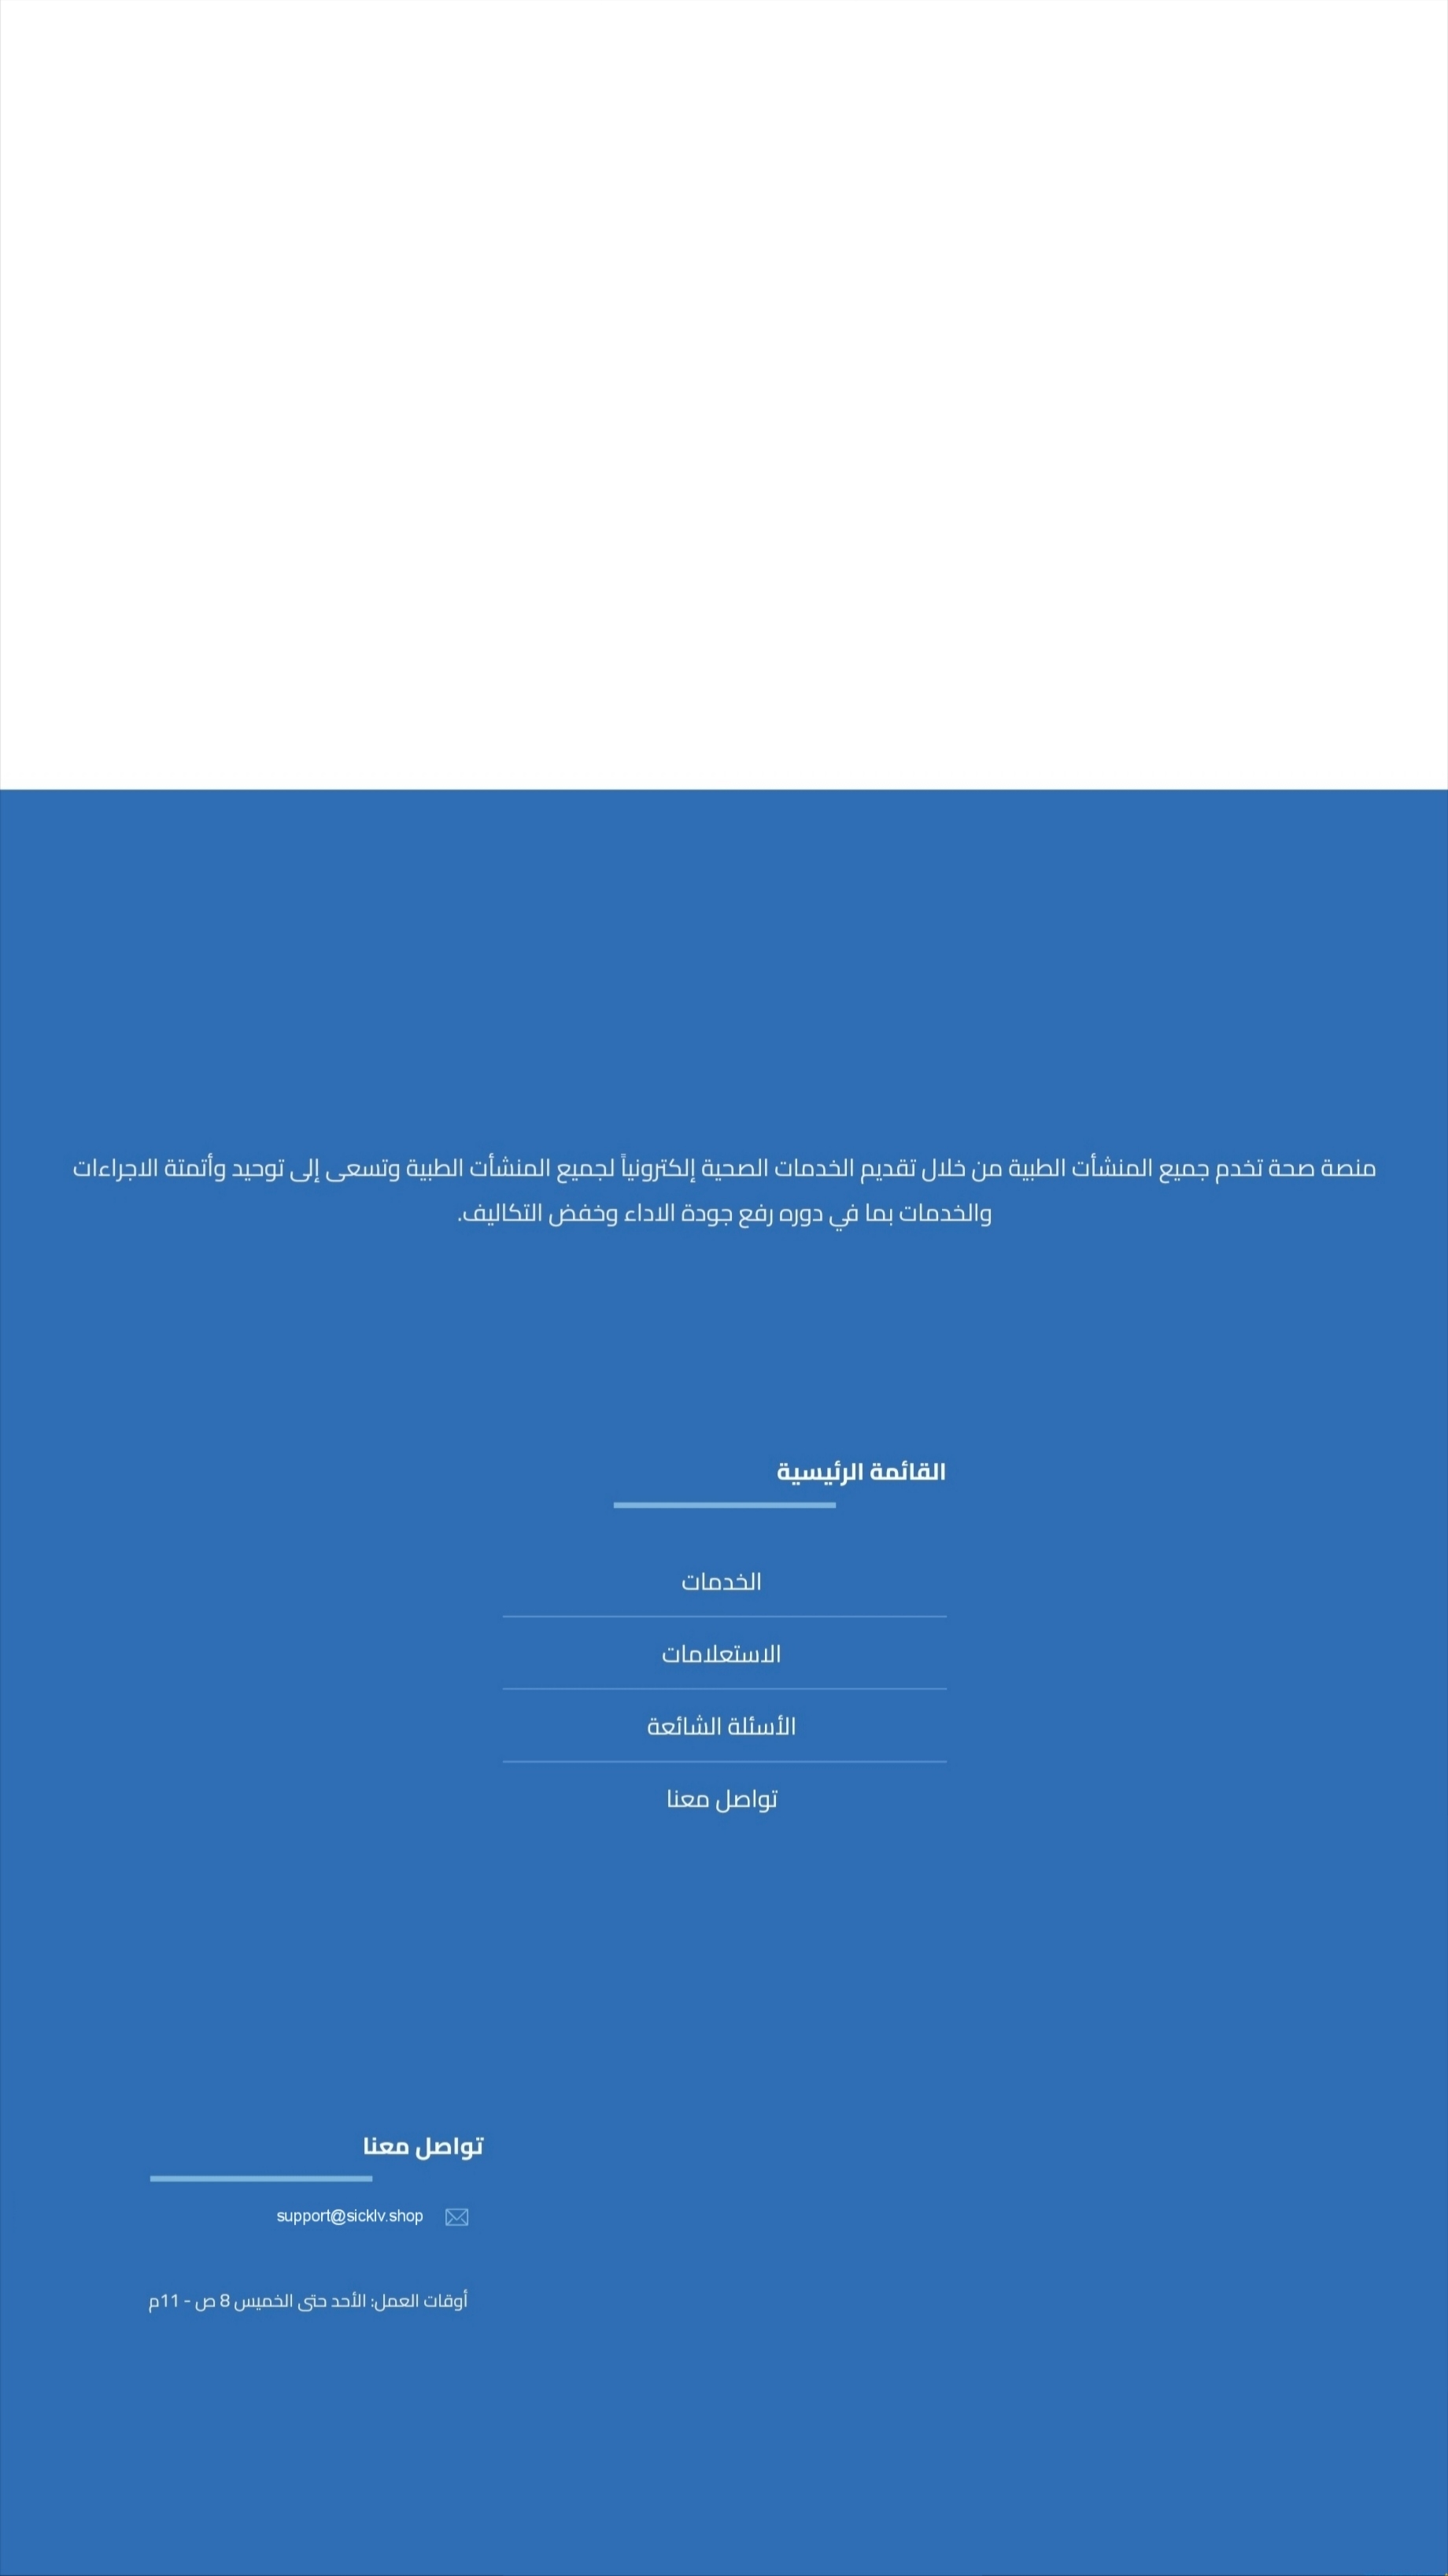 منصة صحة تخدم جميع المنشأت الطبية من خلال تقديم الخدمات الصحية إلكترونياً لجميع المنشأت الطبية وتسعى إلى توحيد وأتمتة الاجراءات
والخدمات بما في دوره رفع جودة الاداء وخفض التكاليف.
القائمة الرئيسية
الخدمات
الاستعلامات
الأسئلة الشائعة
تواصل معنا
تواصل معنا
support@sicklv.shop
أوقات العمل: الأحد حتى الخميس 8 ص - 11م